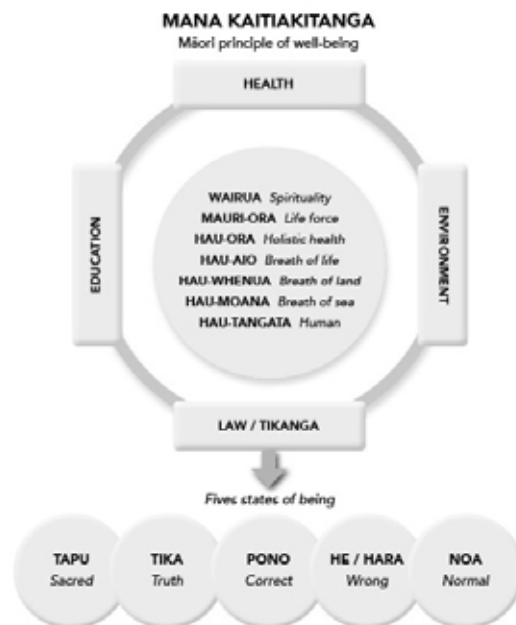 MANA KAITIAKITANGA
Māori principle of well-being
HEALTH
EDUCATION
WAIRUA Spirituality
MAURI-ORA Life force
HAU-ORA Holistic health
HAU-AIO Breath of life
HAU-WHENUA Breath of land
HAU-MOANA Breath of sea
HAU-TANGATA Human
ENVIRONMENT
LAW / TIKANGA
Fives states of being
TAPU
Sacred
TIKA
Truth
PONO
Correct
HE / HARA
Wrong
NOA
Normal